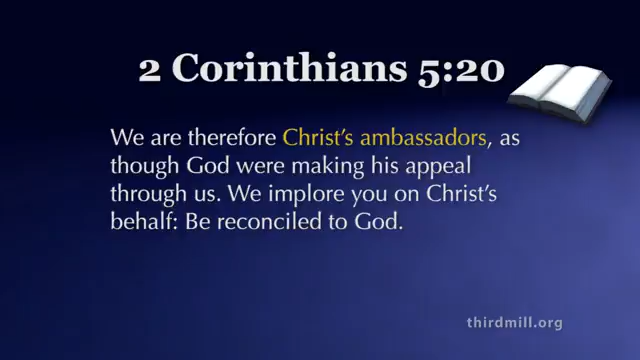 2 Corinthians 5:20
We are therefore Christ's ambassadors, as
though God were making his appeal
through us. We implore you on Christ's
behalf: Be reconciled to God.
thirdmill.org